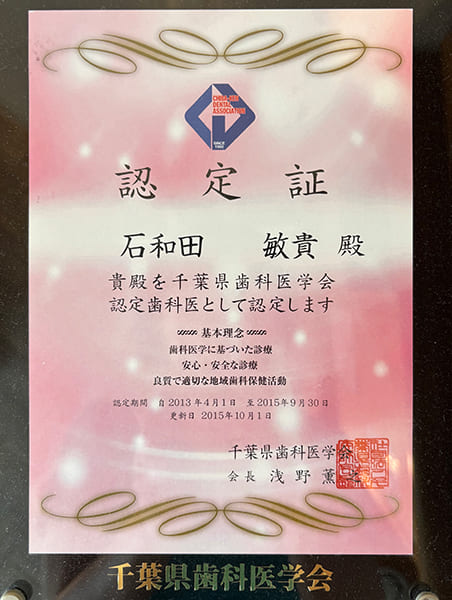 CHIBA-KEN
DENTAL
ASSOCIATION
SINCE
認定証
石和田 敏貴 殿
貴殿を千葉県歯科医学会
認定歯科医として認定します
基本理念
歯科医学に基づいた診療
安心・安全な診療
良質で適切な地域歯科保健活動
認定期間 自2013年4月1日 至2015年9月30日
更新日 2015年10月1日
千葉県歯科医学会
会長 浅野薫之
千葉県歯科医学会